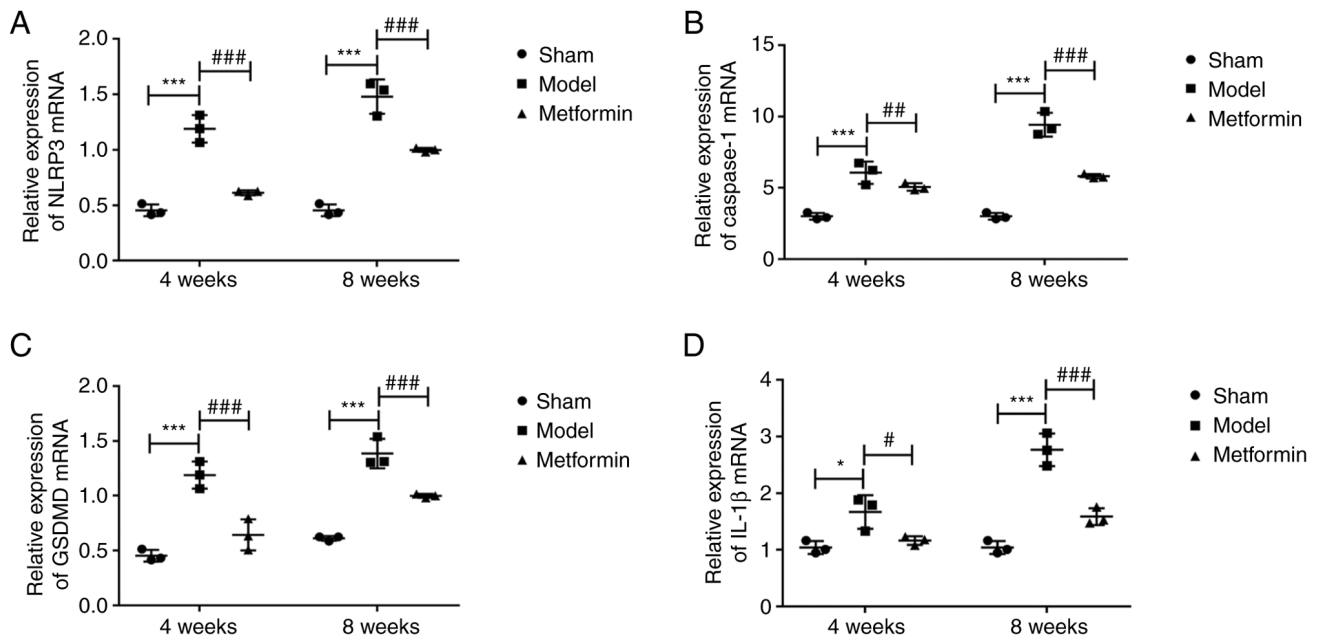 A
Relative expression
of NLRP3 mRNA
2.0
1.5
1.0
0.5
0.0
***
###
***
###
4 weeks
8 weeks
Sham
Model
Metformin
B
Relative expression
of caspase-1 mRNA
15
10
5
0
***
##
***
###
4 weeks
8 weeks
Sham
Model
Metformin
C
Relative expression
of GSDMD mRNA
2.0
1.5
1.0
0.5
0.0
***
###
***
###
4 weeks
8 weeks
Sham
Model
Metformin
D
Relative expression
of IL-1β mRNA
4
3
2
1
0
*
#
***
###
4 weeks
8 weeks
Sham
Model
Metformin